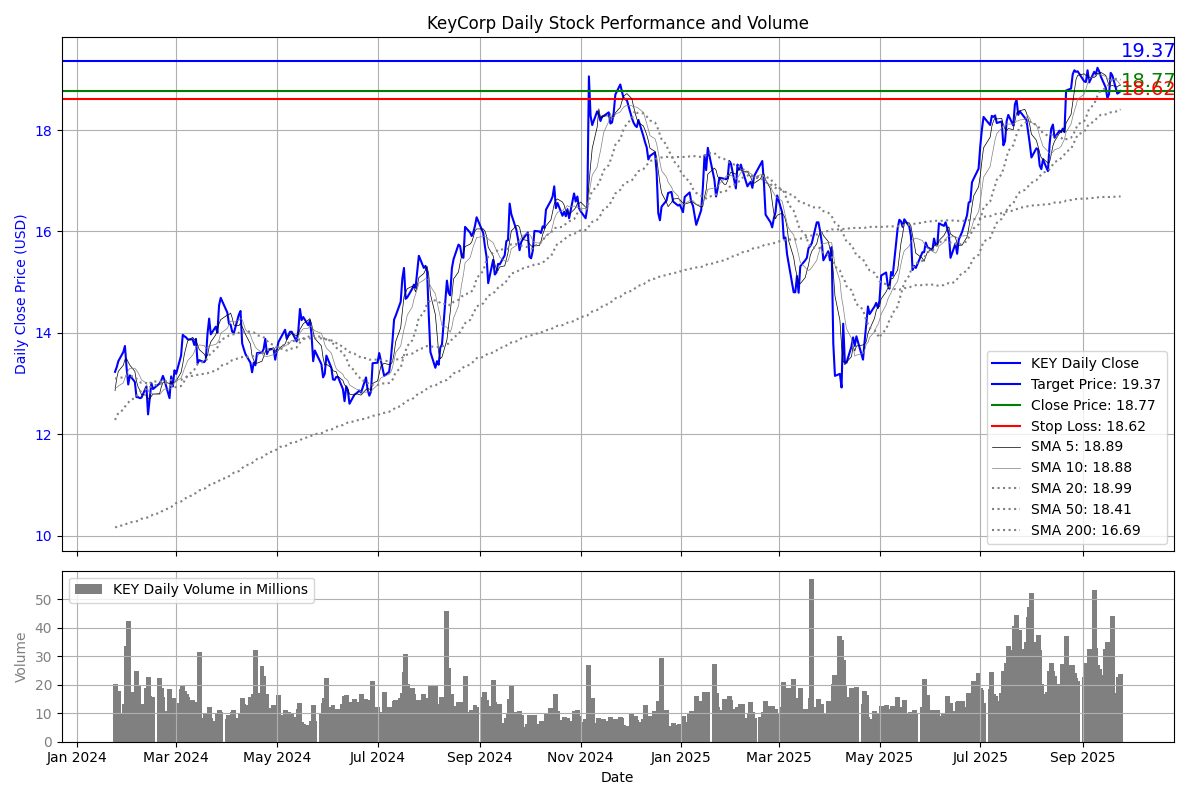 KeyCorp Daily Stock Performance and Volume
19.37
18.77
18.62
18
16
14
12
10
Daily Close Price (USD)
KEY Daily Close
Target Price: 19.37
Close Price: 18.77
Stop Loss: 18.62
SMA 5: 18.89
SMA 10: 18.88
SMA 20: 18.99
SMA 50: 18.41
SMA 200: 16.69
KEY Daily Volume in Millions
50
40
30
20
10
0
Volume
Jan 2024 Mar 2024 May 2024 Jul 2024 Sep 2024 Nov 2024 Jan 2025 Mar 2025 May 2025 Jul 2025 Sep 2025
Date